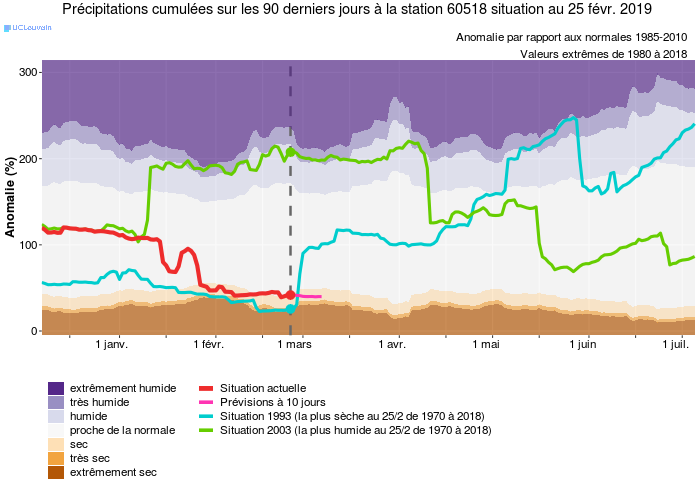 Précipitations cumulées sur les 90 derniers jours à la station 60518 situation au 25 févr. 2019
UCLouvain
Anomalie par rapport aux normales 1985-2010
Valeurs extrêmes de 1980 à 2018
Anomalie (%)
300
200
100
0
1 janv. 1 févr. 1 mars 1 avr. 1 mai 1 juin 1 juil.
extrêmement humide
très humide
humide
proche de la normale
sec
très sec
extrêmement sec
Situation actuelle
Prévisions à 10 jours
Situation 1993 (la plus sèche au 25/2 de 1970 à 2018)
Situation 2003 (la plus humide au 25/2 de 1970 à 2018)